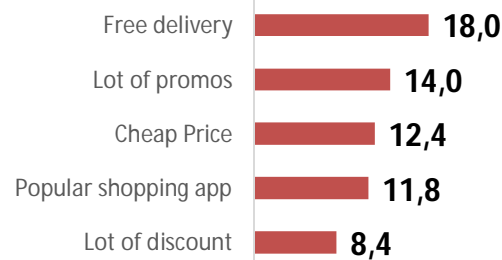 Free delivery 18,0
Lot of promos 14,0
Cheap Price 12,4
Popular shopping app 11,8
Lot of discount 8,4